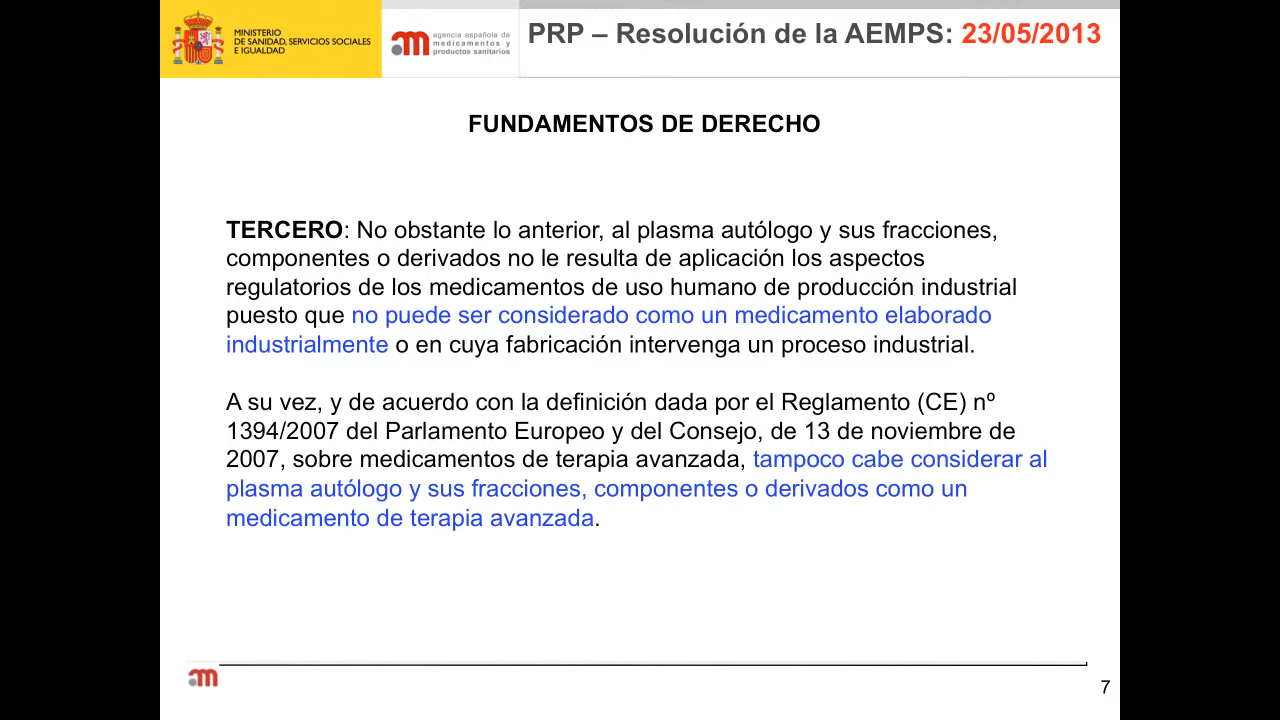 MINISTERIO
DE SANIDAD, SERVICIOS SOCIALES
E IGUALDAD
agencia española de
medicamentos y
productos sanitarios
PRP – Resolución de la AEMPS: 23/05/2013
FUNDAMENTOS DE DERECHO
TERCERO: No obstante lo anterior, al plasma autólogo y sus fracciones,
componentes o derivados no le resulta de aplicación los aspectos
regulatorios de los medicamentos de uso humano de producción industrial
puesto que no puede ser considerado como un medicamento elaborado
industrialmente o en cuya fabricación intervenga un proceso industrial.
A su vez, y de acuerdo con la definición dada por el Reglamento (CE) nº
1394/2007 del Parlamento Europeo y del Consejo, de 13 de noviembre de
2007, sobre medicamentos de terapia avanzada, tampoco cabe considerar al
plasma autólogo y sus fracciones, componentes o derivados como un
medicamento de terapia avanzada.
7